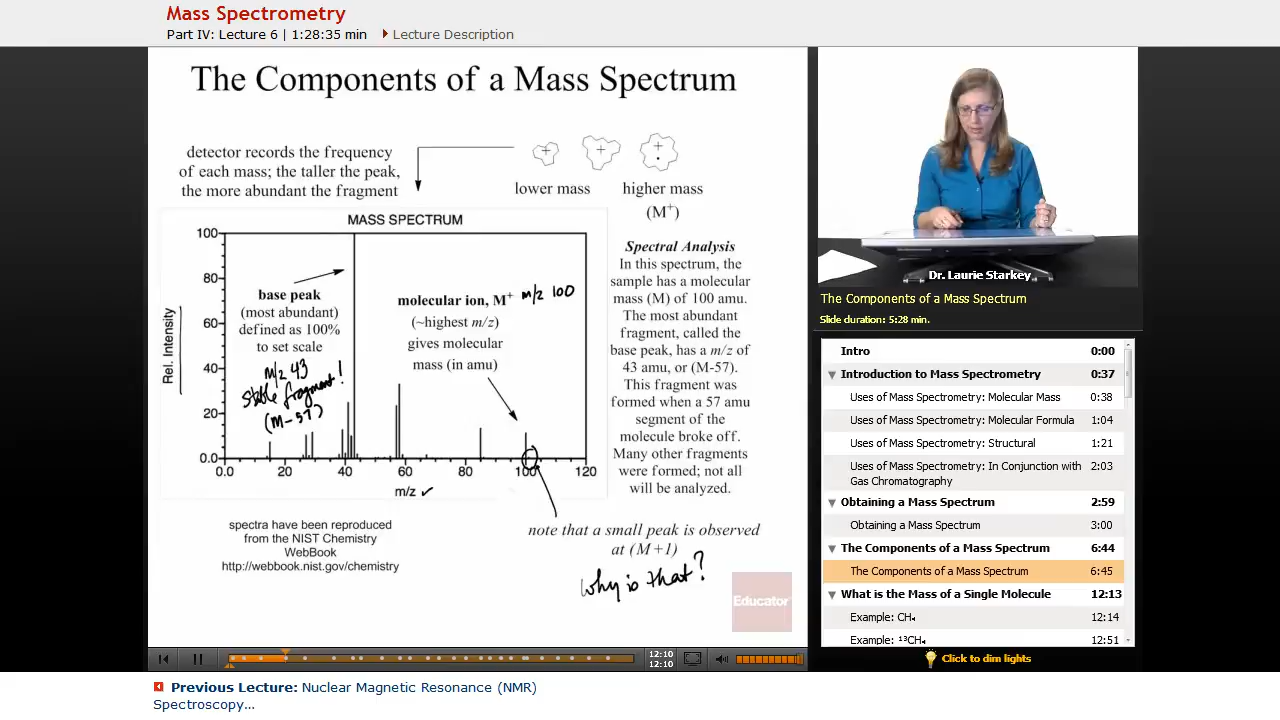 Mass Spectrometry
Part IV: Lecture 6 | 1:28:35 min
Lecture Description
The Components of a Mass Spectrum
detector records the frequency
of each mass; the taller the peak,
the more abundant the fragment
+ + +
lower mass higher mass
(M+)
MASS SPECTRUM
100
80
60
40
20
0.0
Rel. Intensity
base peak
(most abundant)
defined as 100%
to set scale
m/z 43
stable fragment!
(M-57)
molecular ion, M+ m/z 100
(~highest m/z)
gives molecular
mass (in amu)
0.0 20 40 60 80 100 120
m/z ✓
Spectral Analysis
In this spectrum, the
sample has a molecular
mass (M) of 100 amu.
The most abundant
fragment, called the
base peak, has a m/z of
43 amu, or (M-57).
This fragment was
formed when a 57 amu
segment of the
molecule broke off.
Many other fragments
were formed; not all
will be analyzed.
spectra have been reproduced
from the NIST Chemistry
WebBook
http://webbook.nist.gov/chemistry
note that a small peak is observed
at (M+1)
why is that?
Educator
Dr. Laurie Starkey
The Components of a Mass Spectrum
Slide duration: 5:28 min.
Intro 0:00
Introduction to Mass Spectrometry 0:37
Uses of Mass Spectrometry: Molecular Mass 0:38
Uses of Mass Spectrometry: Molecular Formula 1:04
Uses of Mass Spectrometry: Structural 1:21
Uses of Mass Spectrometry: In Conjunction with 2:03
Gas Chromatography
Obtaining a Mass Spectrum 2:59
Obtaining a Mass Spectrum 3:00
The Components of a Mass Spectrum 6:44
The Components of a Mass Spectrum 6:45
What is the Mass of a Single Molecule 12:13
Example: CH₄ 12:14
Example: ¹³CH₄ 12:51
12:10
12:10
Click to dim lights
Previous Lecture: Nuclear Magnetic Resonance (NMR)
Spectroscopy...